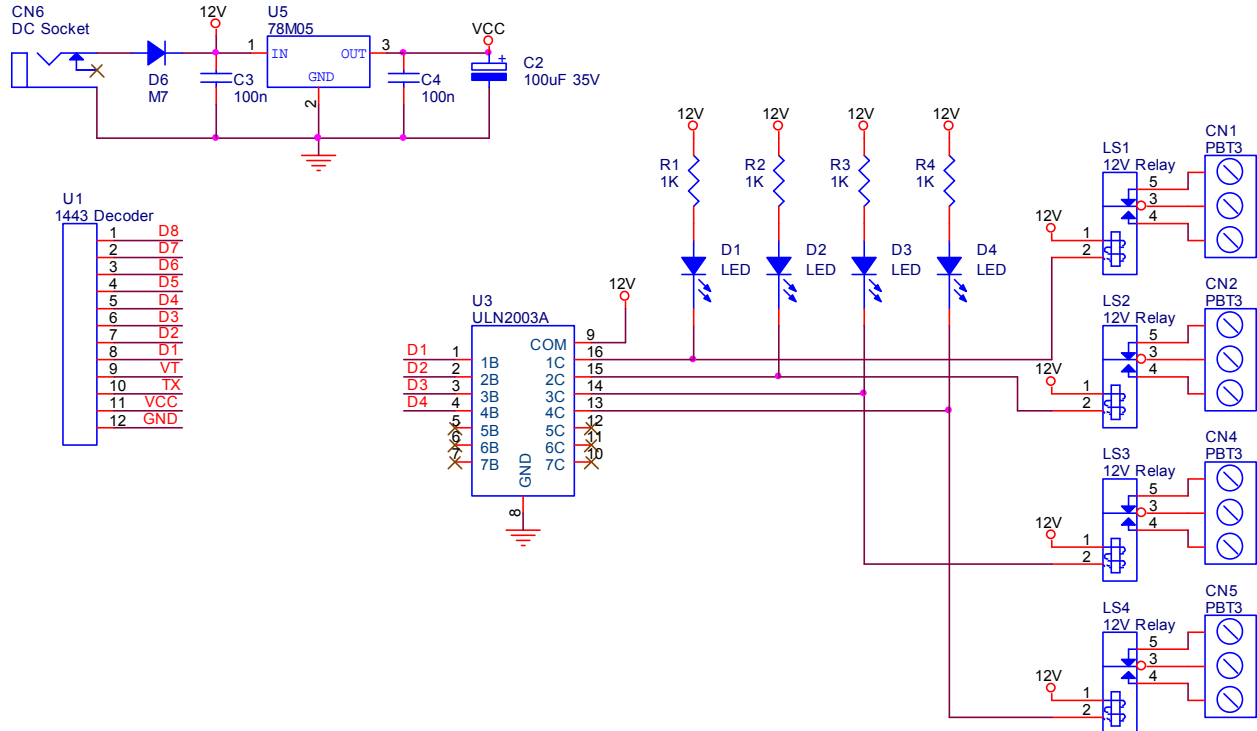 CN6
DC Socket
D6
M7
12V
C3
100n
U5
78M05
1
IN
OUT
3
GND
2
C4
100n
VCC
+
C2
100uF 35V
U1
1443 Decoder
1 D8
2 D7
3 D6
4 D5
5 D4
6 D3
7 D2
8 D1
9 VT
10 TX
11 VCC
12 GND
U3
ULN2003A
D1 1 1B
D2 2 2B
D3 3 3B
D4 4 4B
5 5B
6 6B
7 7B
COM 9
1C 16
2C 15
3C 14
4C 13
5C 12
6C 11
7C 10
GND
8
12V
12V
R1
1K
D1
LED
12V
R2
1K
D2
LED
12V
R3
1K
D3
LED
12V
R4
1K
D4
LED
LS1
12V Relay
5
3
4
12V
1
2
CN1
PBT3
LS2
12V Relay
5
3
4
12V
1
2
CN2
PBT3
LS3
12V Relay
5
3
4
12V
1
2
CN4
PBT3
LS4
12V Relay
5
3
4
12V
1
2
CN5
PBT3